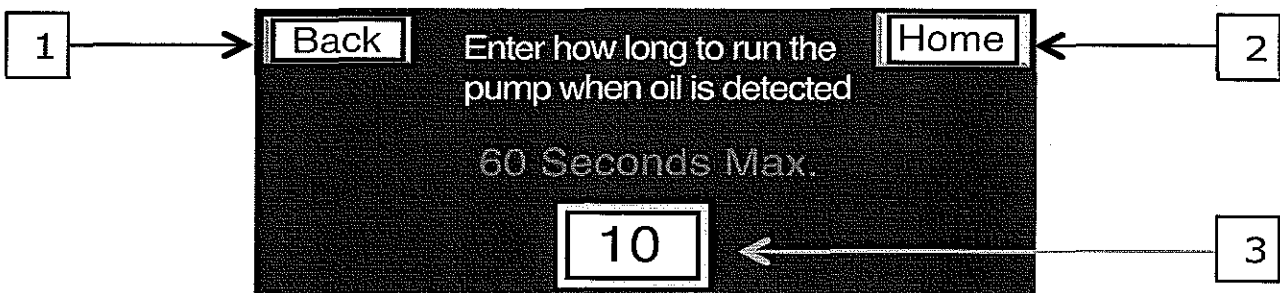 1
Back
Enter how long to run the
pump when oil is detected
Home
2
60 Seconds Max.
10
3